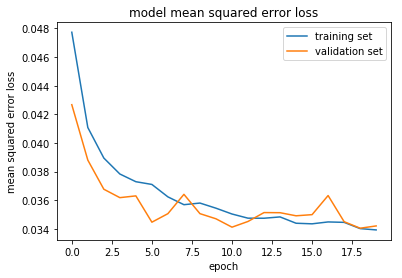 model mean squared error loss
training set
validation set
mean squared error loss
0.048
0.046
0.044
0.042
0.040
0.038
0.036
0.034
0.0 2.5 5.0 7.5 10.0 12.5 15.0 17.5
epoch